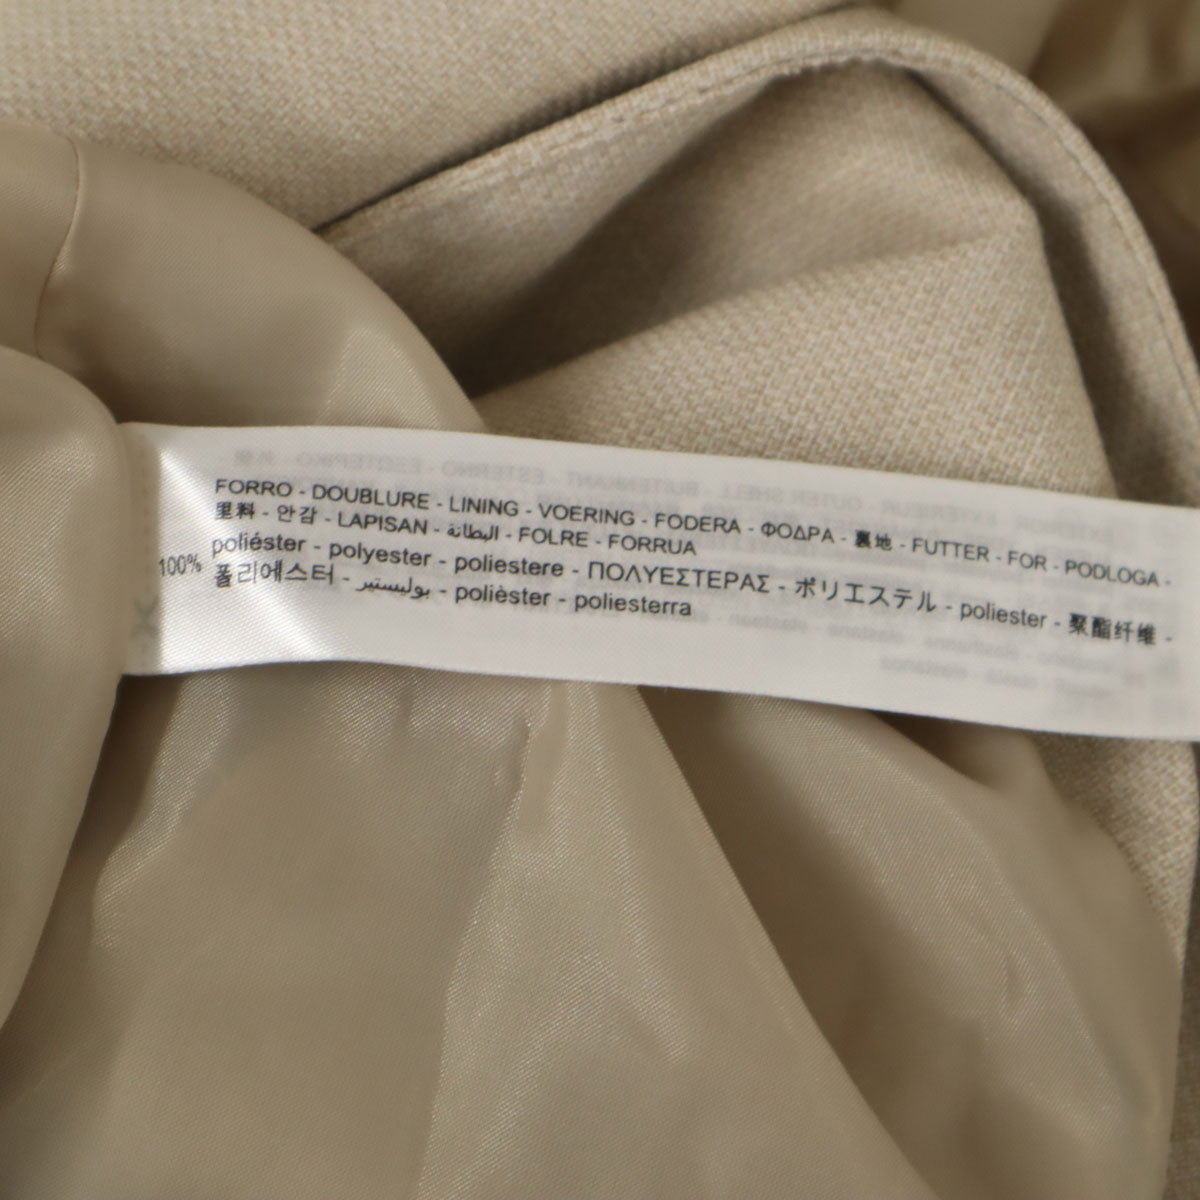 FORRO - DOUBLURE - LINING - VOERING - FODERA - ΦΟΔΡΑ - 裏地 - FUTTER - FOR - PODLOGA -
里料 - 안감 - LAPISAN - البطانة - FOLRE - FORRUA
100% poliéster - polyester - poliestere - ΠΟΛΥΕΣΤΕΡΑΣ - ポリエステル - poliester - 聚酯纤维 -
폴리에스터 - بوليستير - polièster - poliesterra